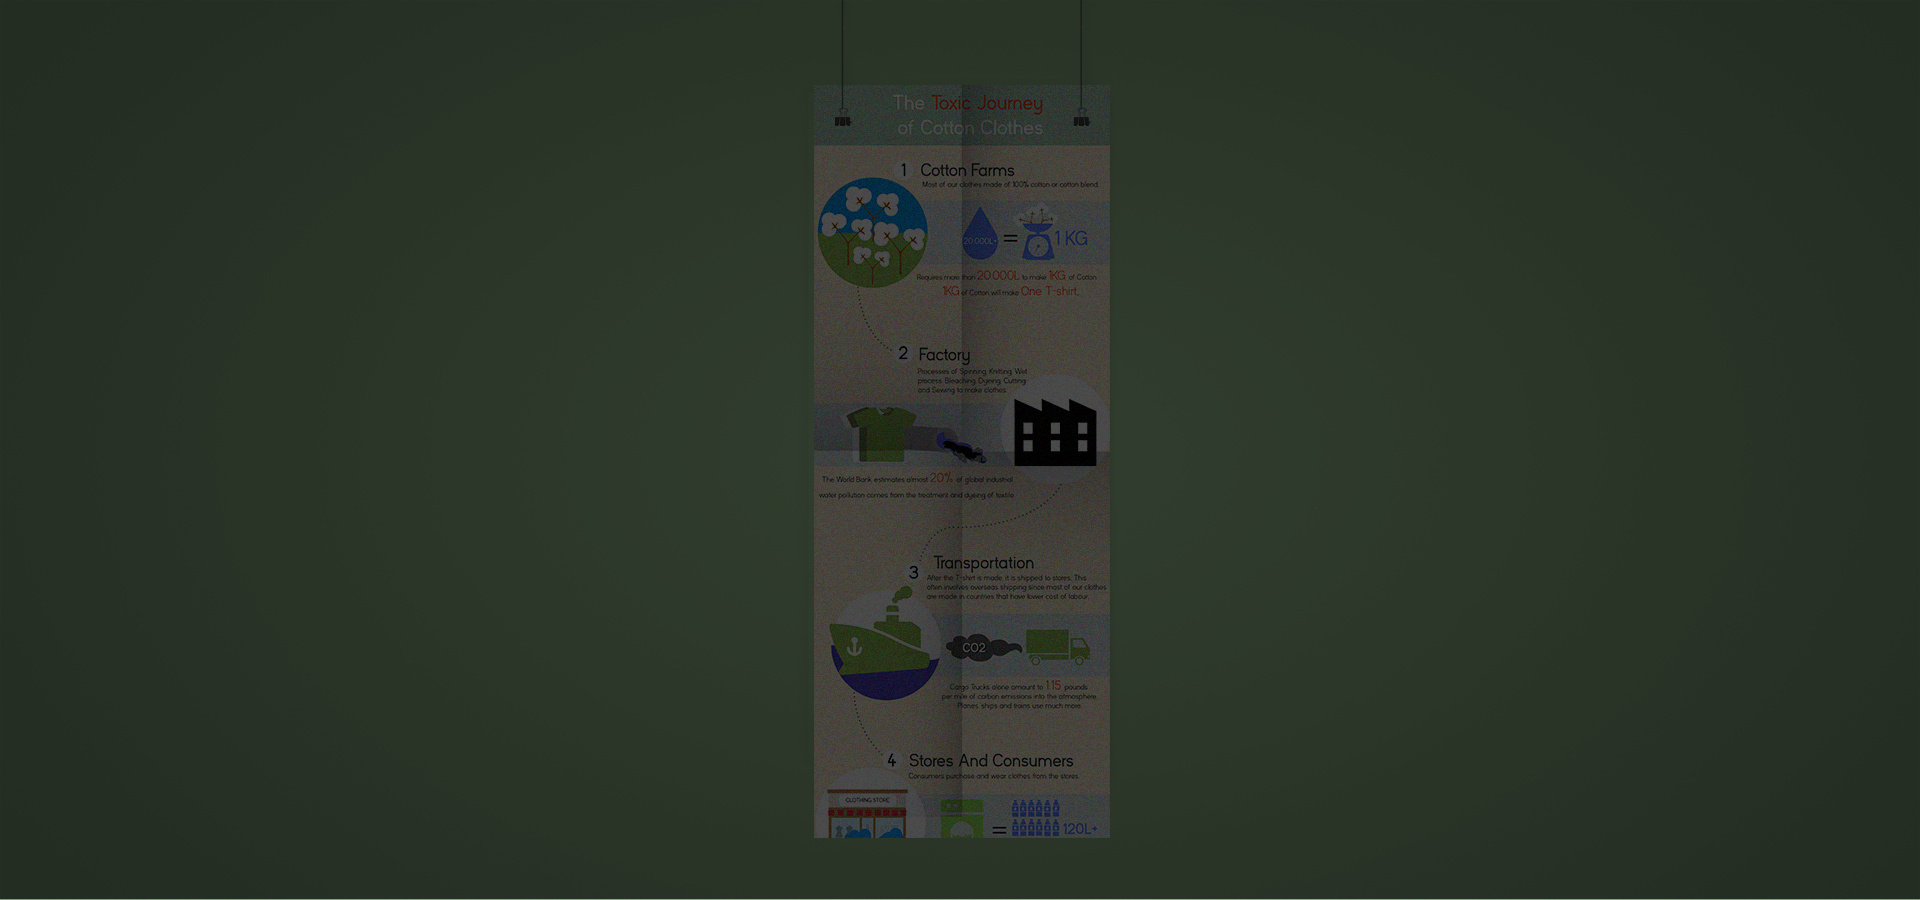 The Toxic Journey
of Cotton Clothes
1 Cotton Farms
Most of our clothes made of 100% cotton or cotton blend.
20,000L+ = 1 KG
Requires more than 20,000L to make 1KG of Cotton
1KG of Cotton will make One T-shirt.
2 Factory
Processes of Spinning, Knitting, Wet
process, Bleaching, Dyeing, Cutting
and Sewing to make clothes.
The World Bank estimates almost 20% of global industrial
water pollution comes from the treatment and dyeing of textile
3 Transportation
After the T-shirt is made, it is shipped to stores. This
often involves overseas shipping since most of our clothes
are made in countries that have lower cost of labour.
CO2
Cargo Trucks alone amount to 1.15 pounds
per mile of carbon emissions into the atmosphere.
Planes, ships and trains use much more.
4 Stores And Consumers
Consumers purchase and wear clothes from the stores.
CLOTHING STORE
= 120L+